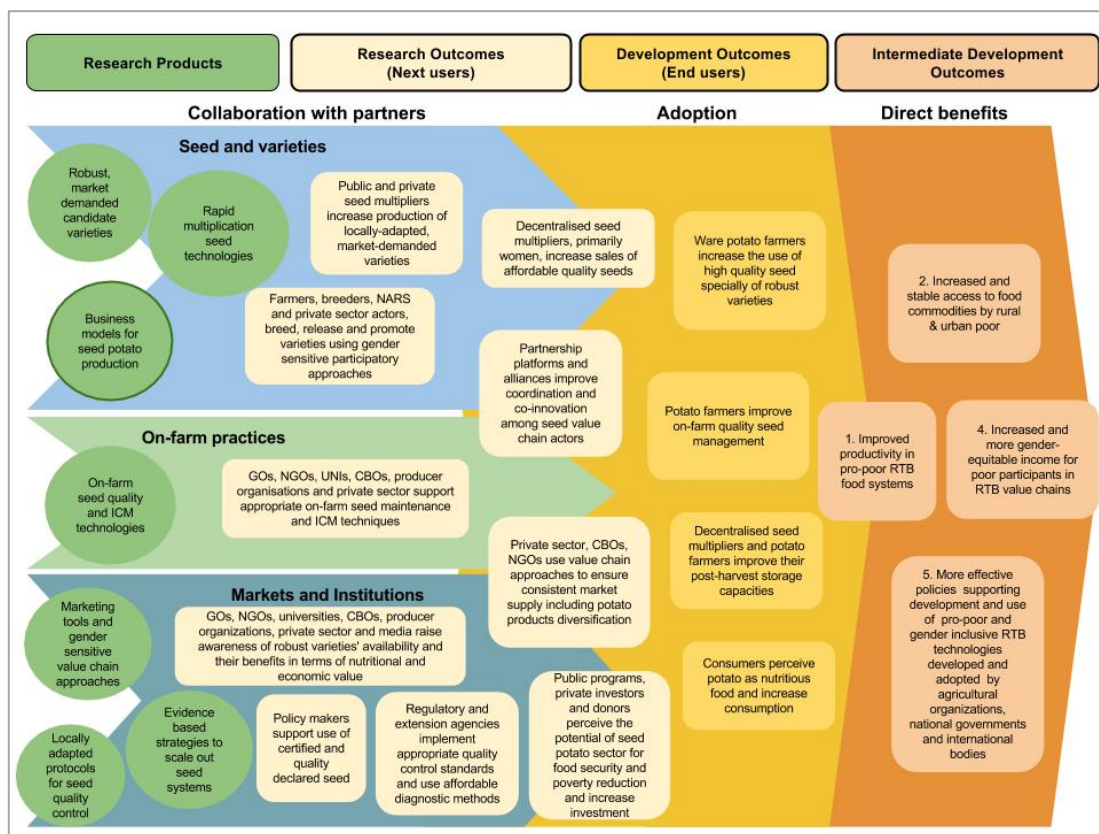 Research Products
Research Outcomes
(Next users)
Development Outcomes
(End users)
Intermediate Development
Outcomes
Collaboration with partners
Adoption
Direct benefits
Seed and varieties
Robust,
market
demanded
candidate
varieties
Rapid
multiplication
seed
technologies
Public and private
seed multipliers
increase production of
locally-adapted,
market-demanded
varieties
Decentralised seed
multipliers, primarily
women, increase sales of
affordable quality seeds
Ware potato farmers
increase the use of
high quality seed
specially of robust
varieties
2. Increased and
stable access to food
commodities by rural
& urban poor
Business
models for
seed potato
production
Farmers, breeders, NARS
and private sector actors,
breed, release and promote
varieties using gender
sensitive participatory
approaches
Partnership
platforms and
alliances improve
coordination and
co-innovation
among seed value
chain actors
Potato farmers improve
on-farm quality seed
management
1. Improved
productivity in
pro-poor RTB
food systems
4. Increased and
more gender-
equitable income for
poor participants in
RTB value chains
On-farm practices
On-farm
seed quality
and ICM
technologies
GOs, NGOs, UNIs, CBOs, producer
organisations and private sector support
appropriate on-farm seed maintenance
and ICM techniques
Private sector, CBOs,
NGOs use value chain
approaches to ensure
consistent market
supply including potato
products diversification
Decentralised seed
multipliers and potato
farmers improve their
post-harvest storage
capacities
5. More effective
policies supporting
development and use
of pro-poor and
gender inclusive RTB
technologies
developed and
adopted by
agricultural
organizations,
national governments
and international
bodies
Markets and Institutions
Marketing
tools and
gender
sensitive
value chain
approaches
GOs, NGOs, universities, CBOs, producer
organizations, private sector and media raise
awareness of robust varieties' availability and
their benefits in terms of nutritional and
economic value
Consumers perceive
potato as nutritious
food and increase
consumption
Locally
adapted
protocols
for seed
quality
control
Evidence
based
strategies to
scale out
seed
systems
Policy makers
support use of
certified and
quality
declared seed
Regulatory and
extension agencies
implement
appropriate quality
control standards
and use affordable
diagnostic methods
Public programs,
private investors
and donors
perceive the
potential of seed
potato sector for
food security and
poverty reduction
and increase
investment